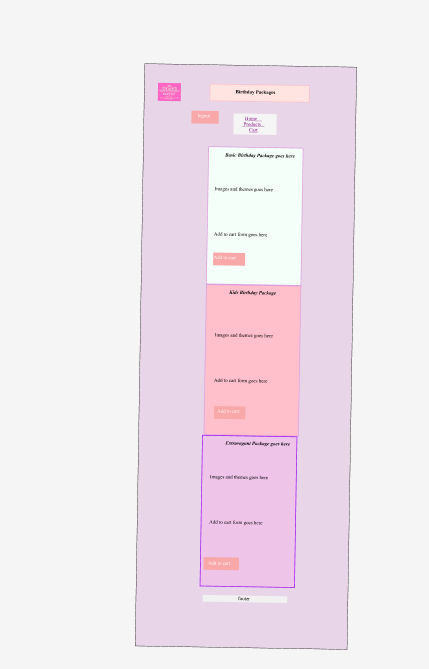 Birthday Packages
Home
Products
Cart
Basic Birthday Package goes here
Images and themes goes here
Add to cart form goes here
Add to cart
Kids Birthday Package
Images and themes goes here
Add to cart form goes here
Add to cart
Extravagant Package goes here
Images and themes goes here
Add to cart form goes here
Add to cart
footer